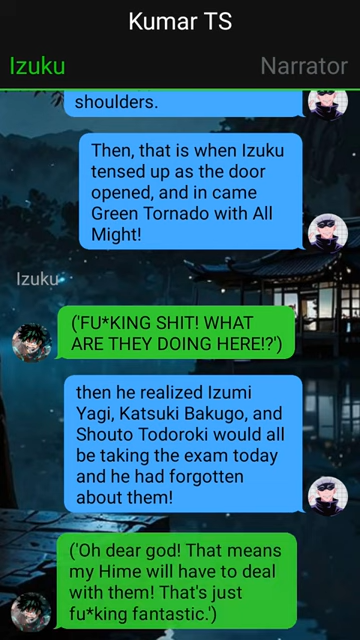 Kumar TS
Izuku
Narrator
shoulders.
Then, that is when Izuku
tensed up as the door
opened, and in came
Green Tornado with All
Might!
Izuku
('FU*KING SHIT! WHAT
ARE THEY DOING HERE!?')
then he realized Izumi
Yagi, Katsuki Bakugo, and
Shouto Todoroki would all
be taking the exam today
and he had forgotten
about them!
('Oh dear god! That means
my Hime will have to deal
with them! That's just
fu*king fantastic.')